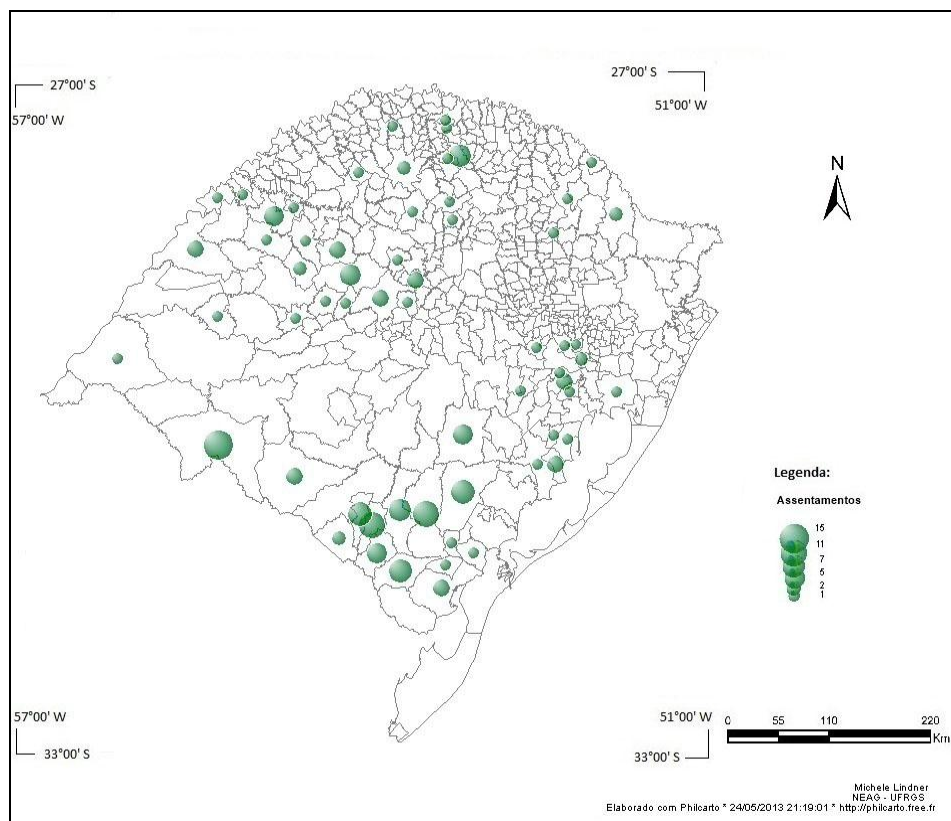 27°00' S
57°00' W
27°00' S
51°00' W
N
Legenda:
Assentamentos
15
11
7
5
2
1
57°00' W
33°00' S
51°00' W
33°00' S
0 55 110 220
Km
Michele Lindner
NEAG - UFRGS
Elaborado com Philcarto * 24/05/2013 21:19:01 * http://philcarto.free.fr